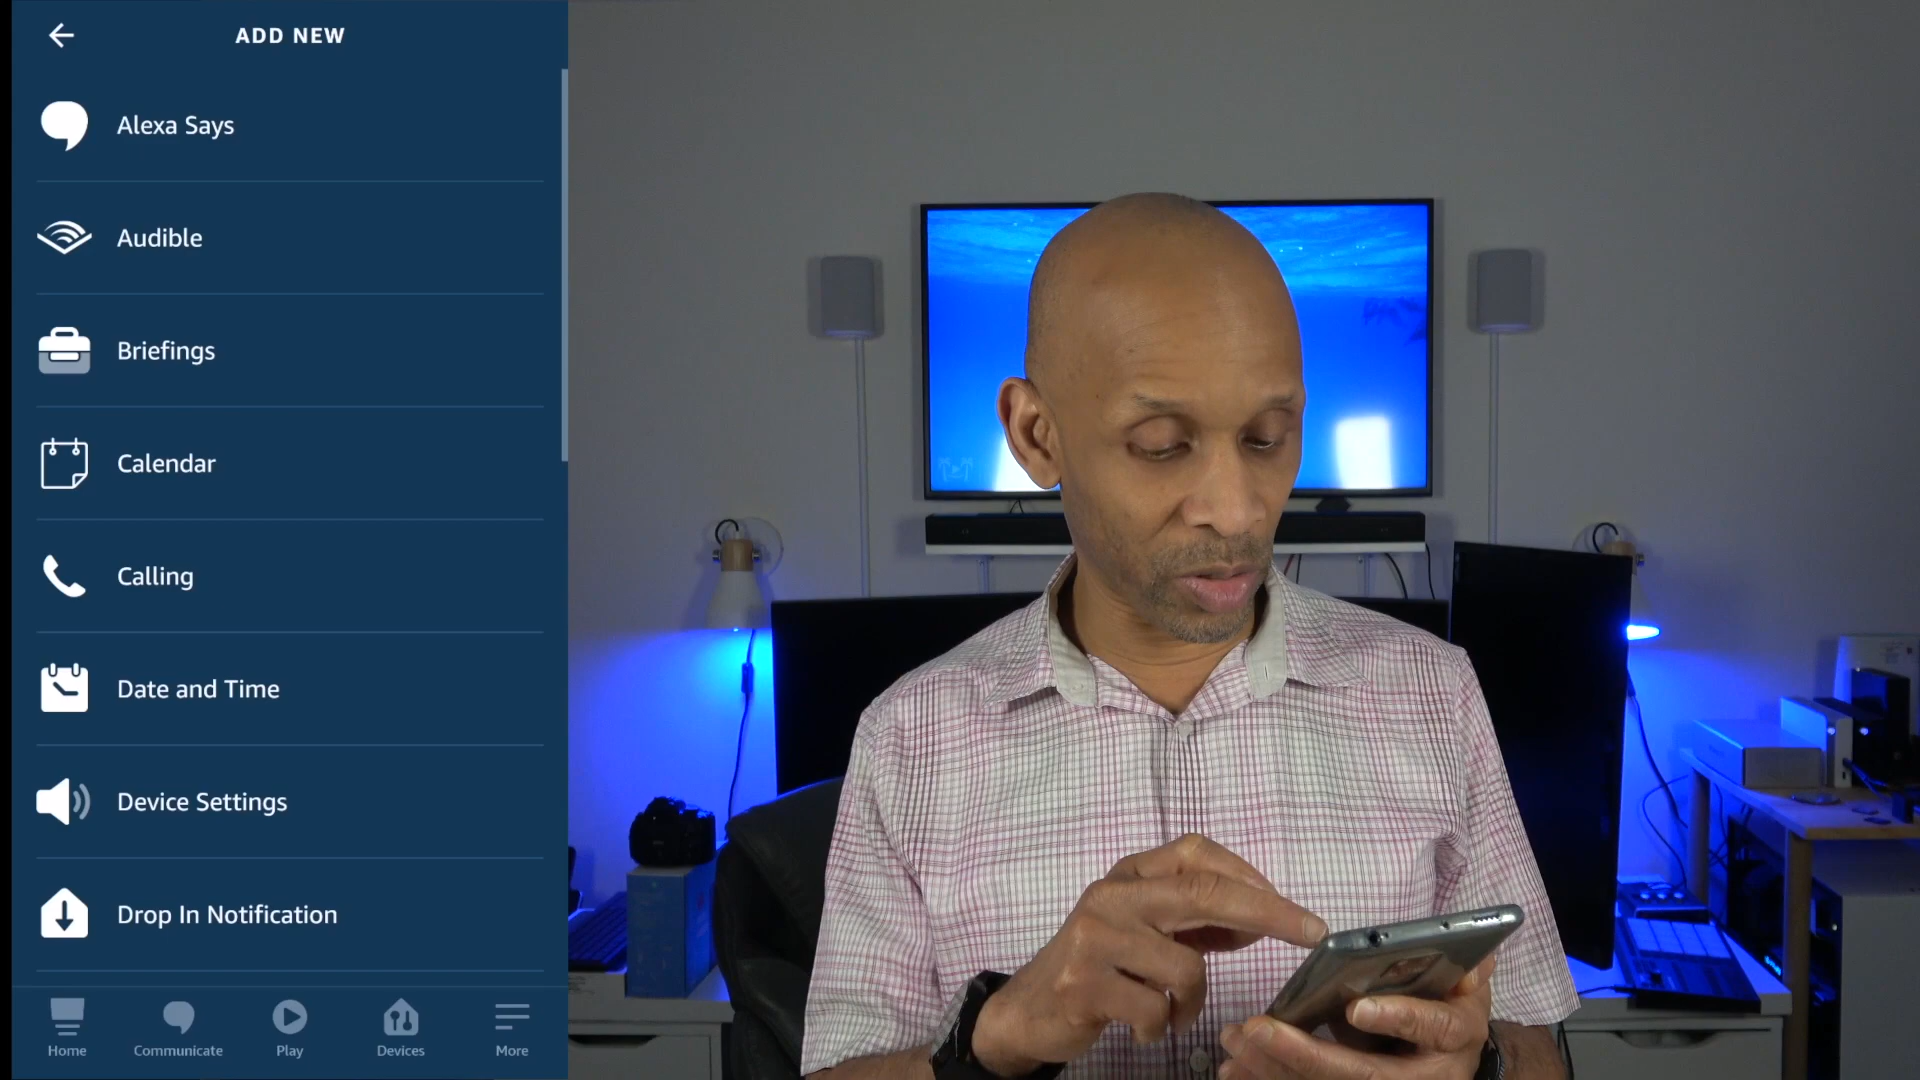 ADD NEW
Alexa Says
Audible
Briefings
Calendar
Calling
Date and Time
Device Settings
Drop In Notification
Home
Communicate
Play
Devices
More